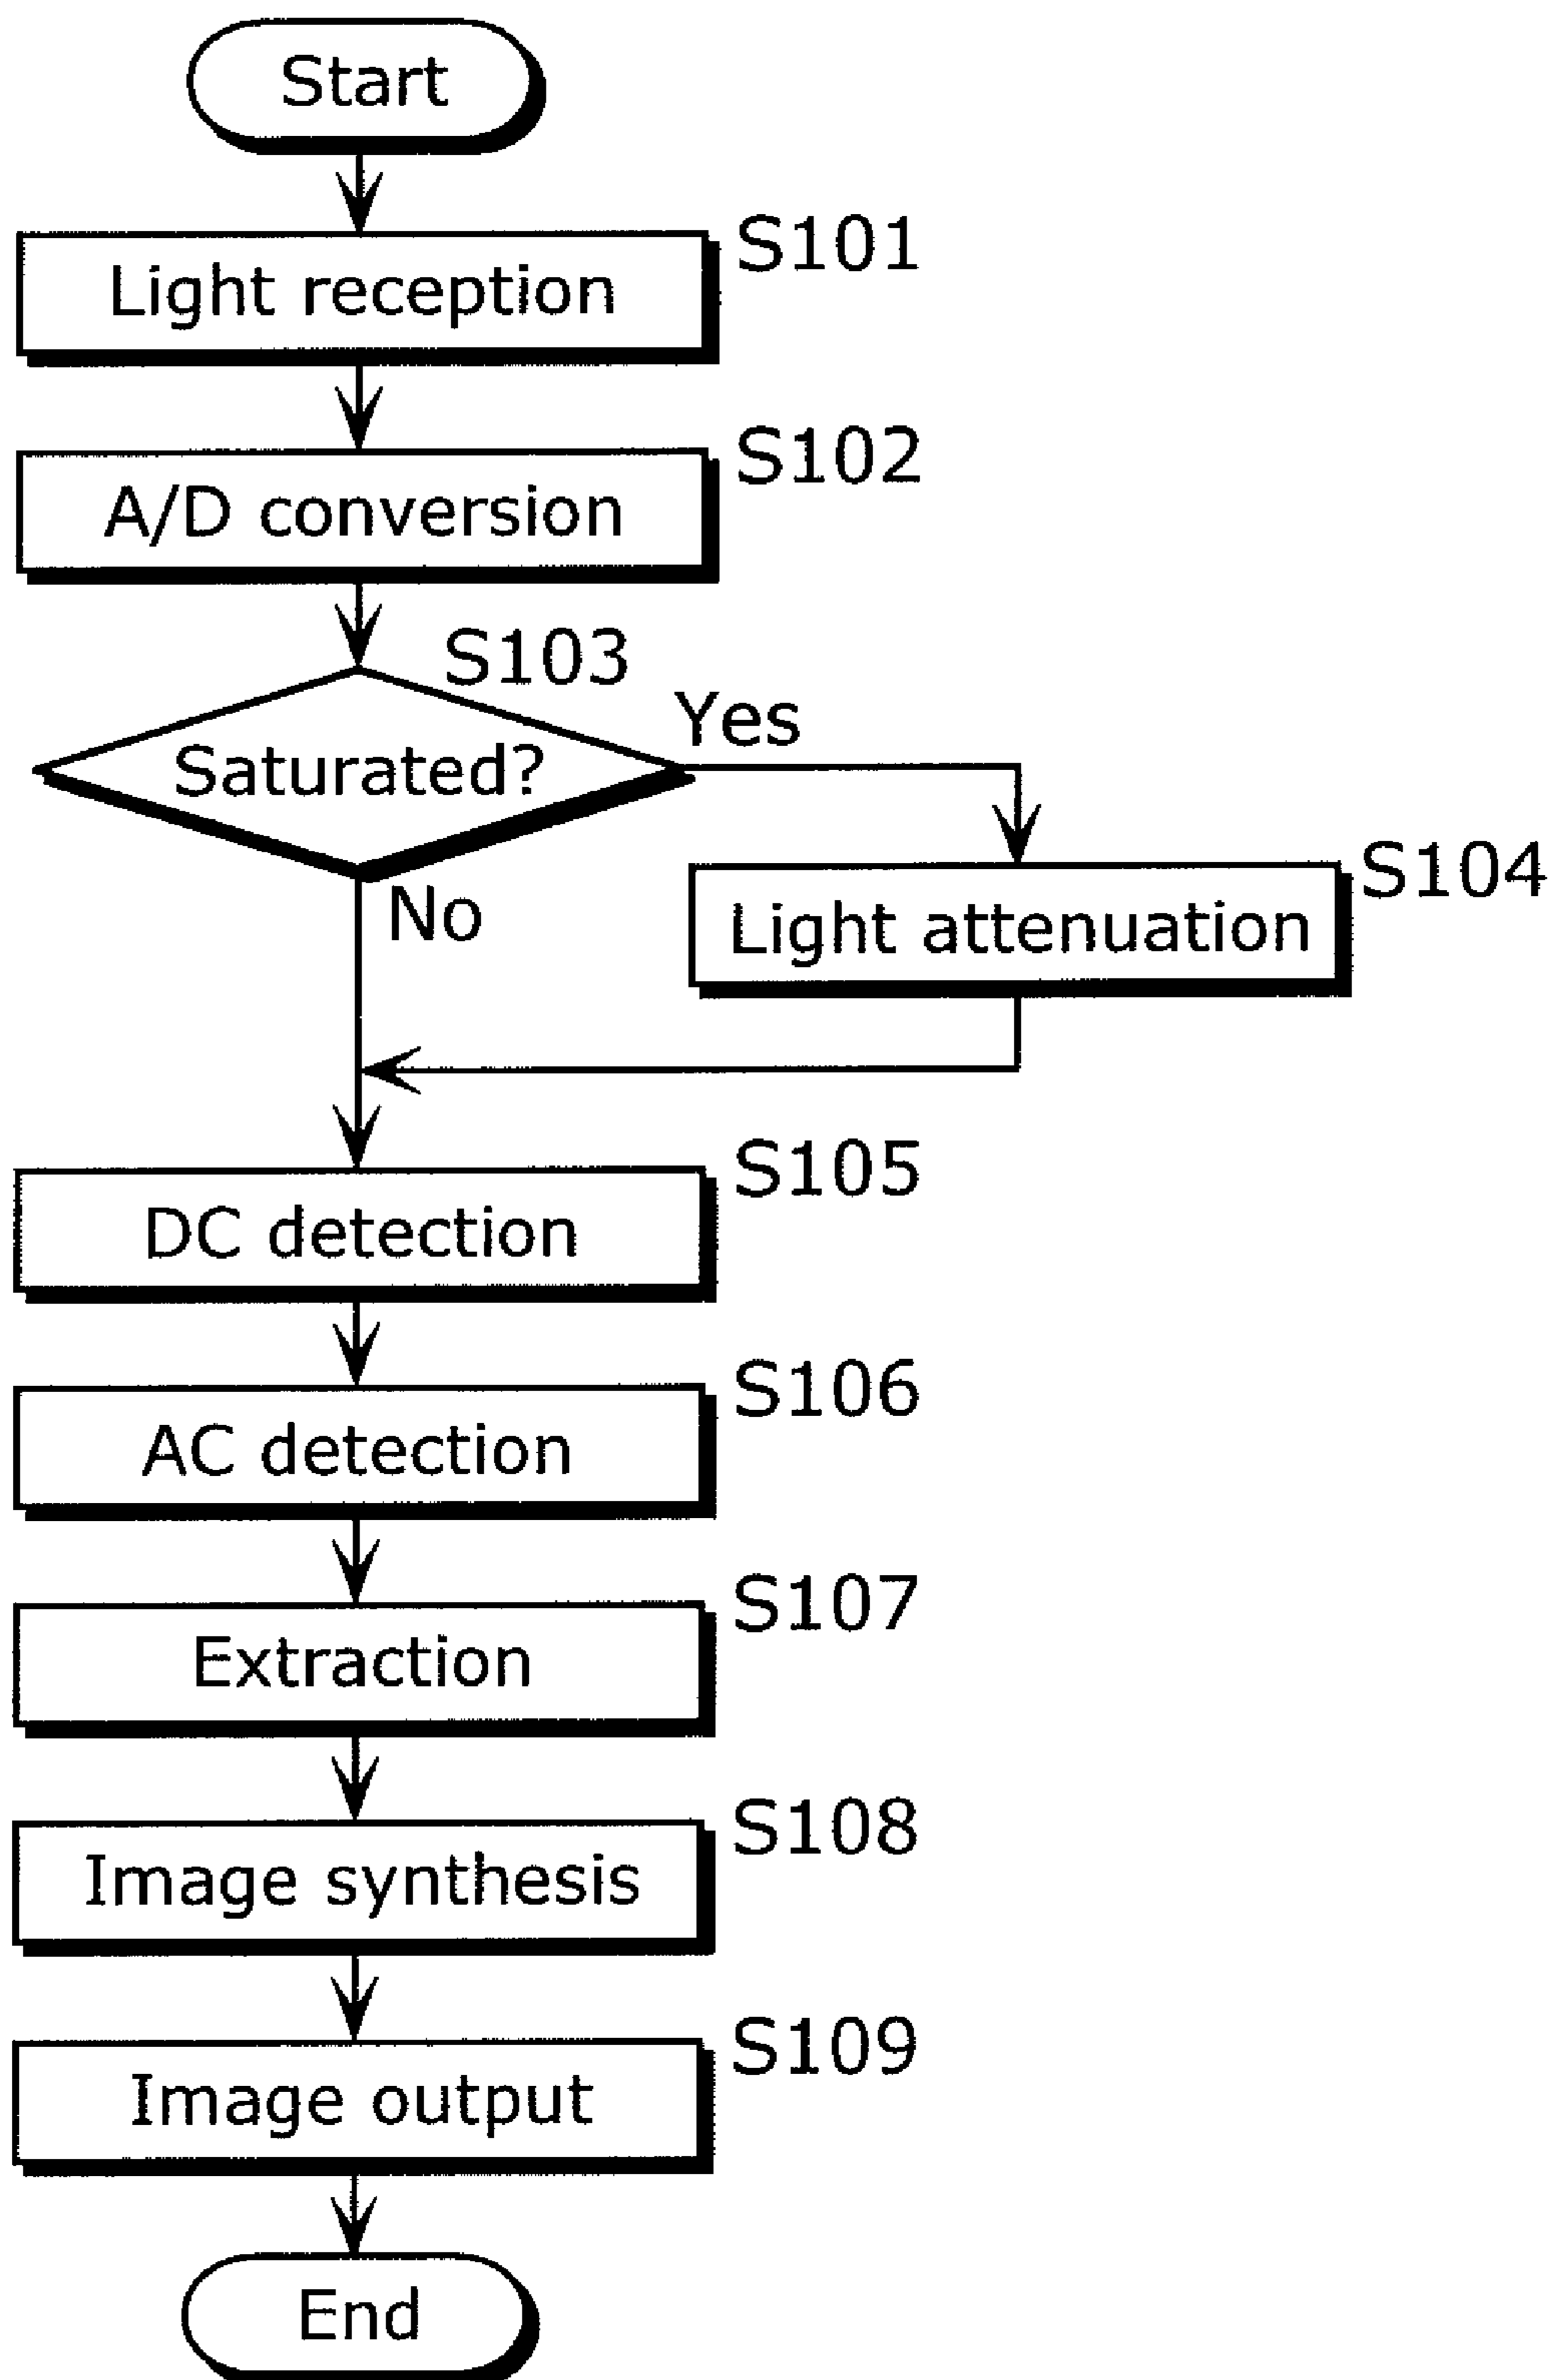 Start
S101
Light reception
S102
A/D conversion
S103
Yes
Saturated?
No
S104
Light attenuation
S105
DC detection
S106
AC detection
S107
Extraction
S108
Image synthesis
S109
Image output
End